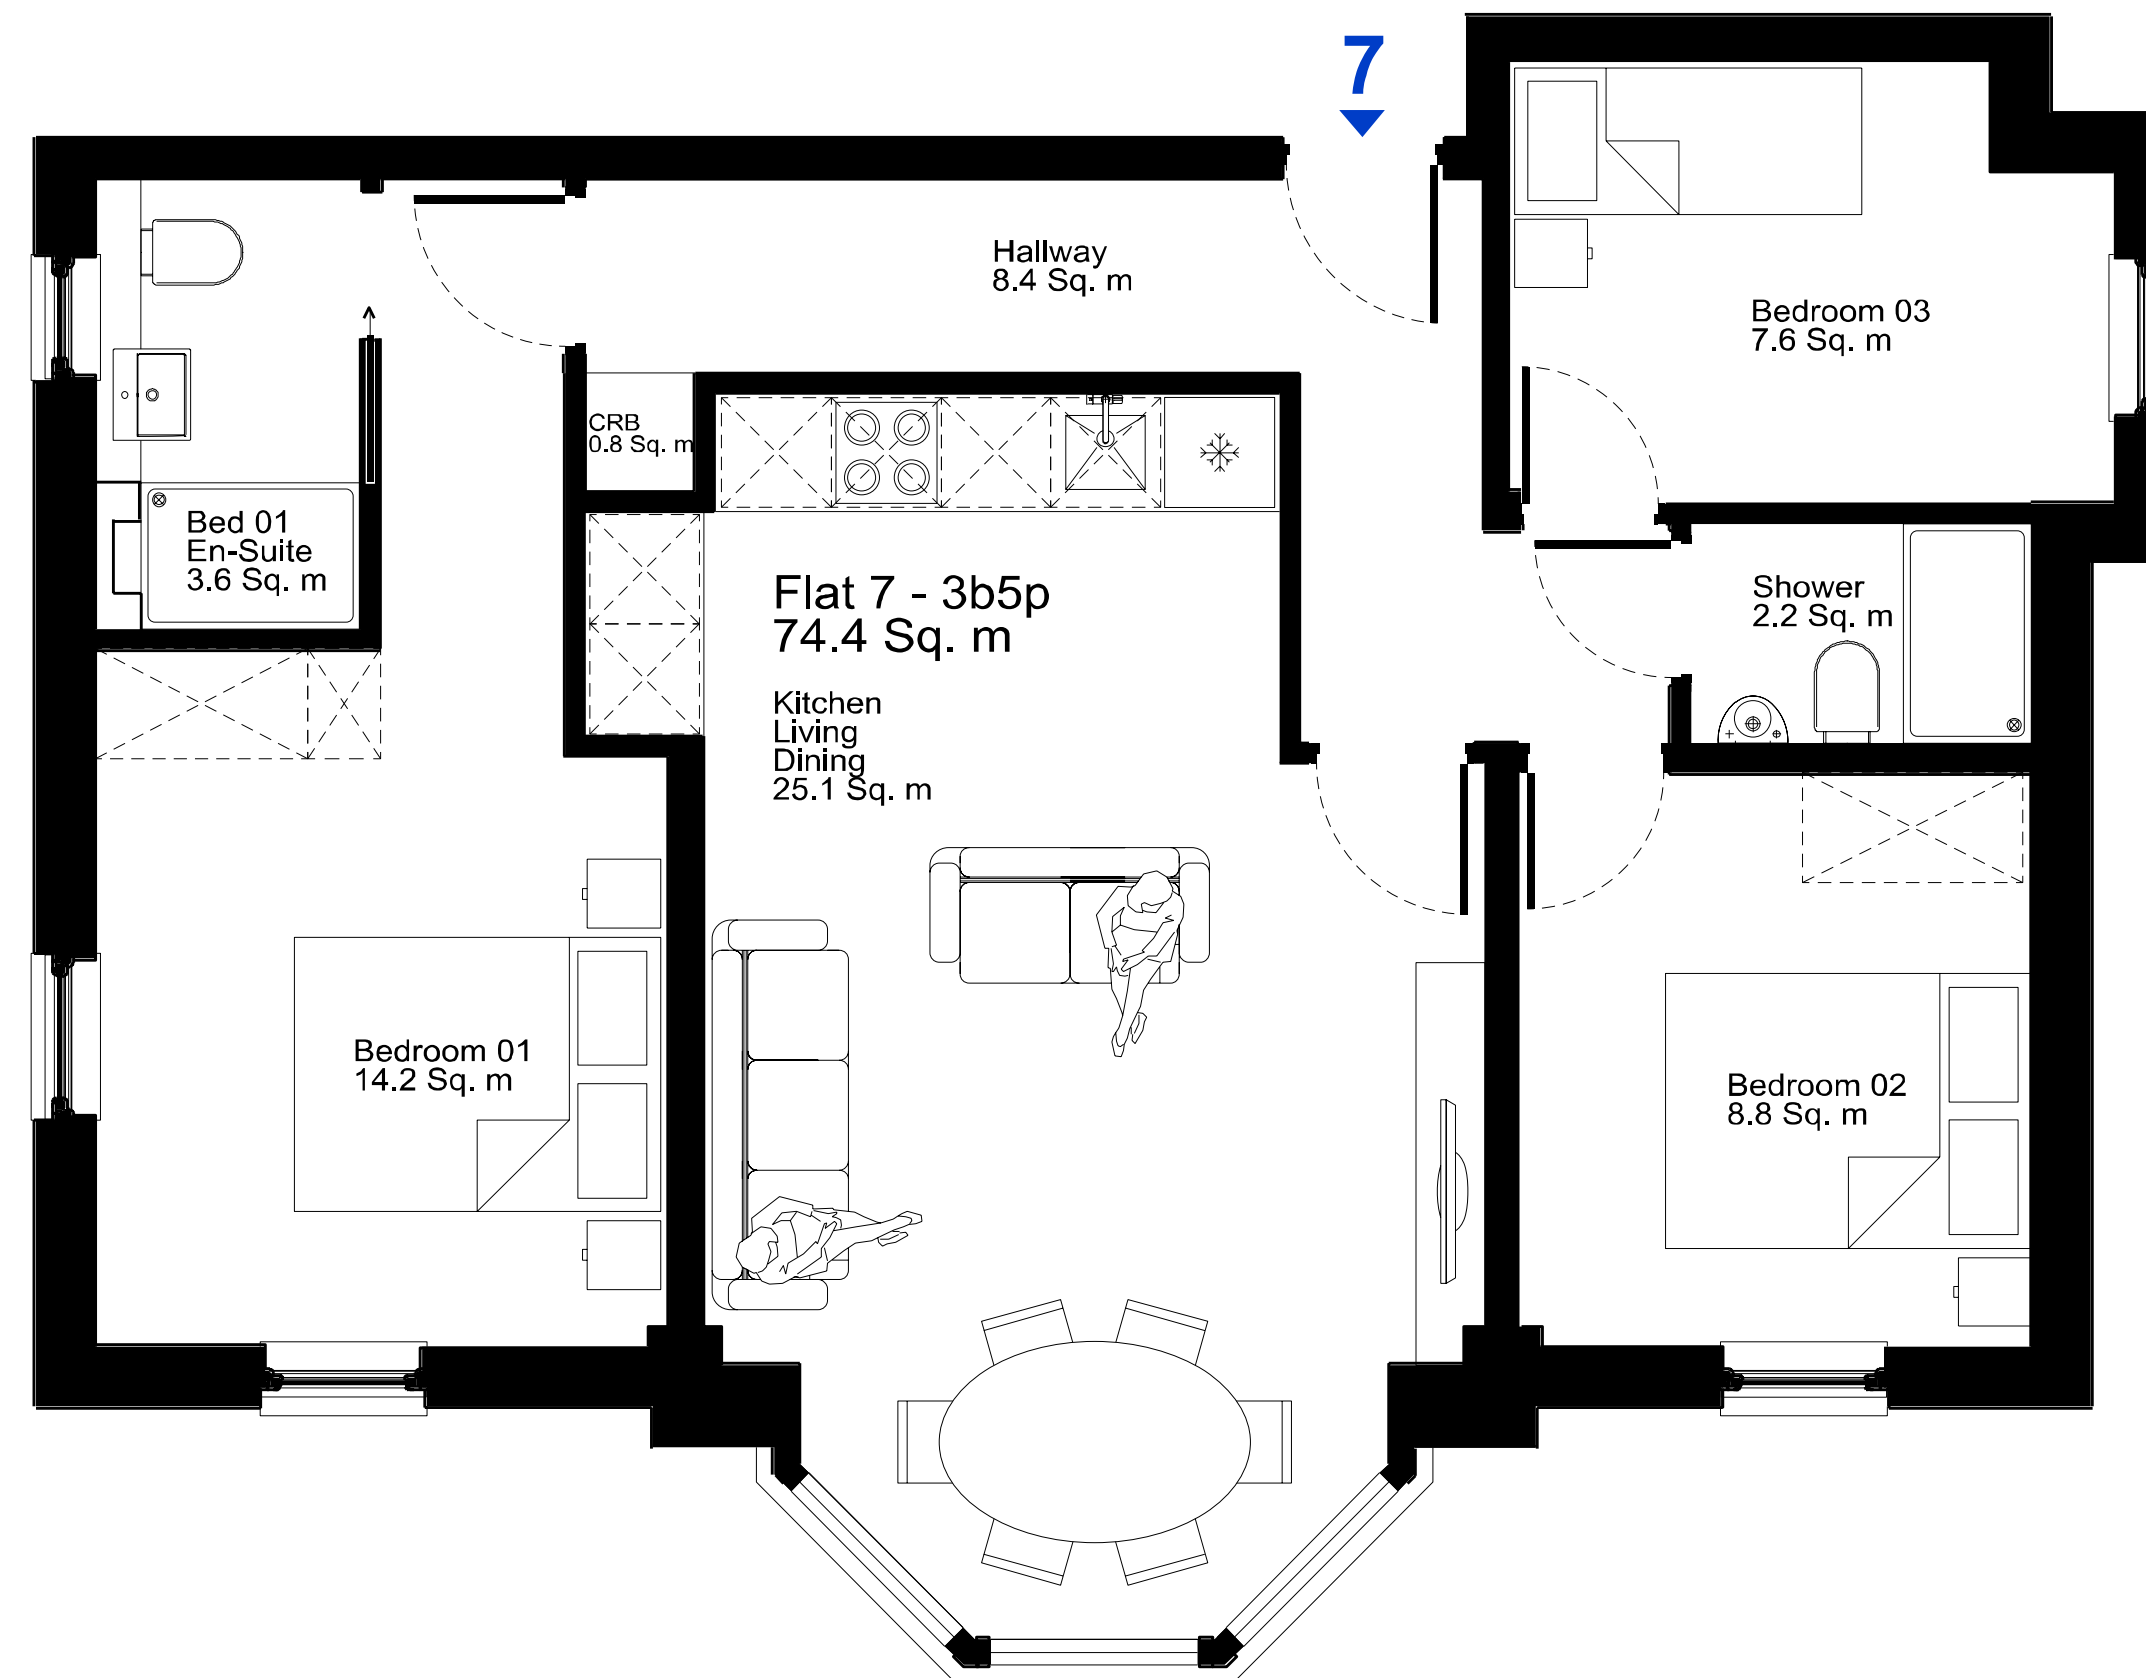 7
Hallway
8.4 Sq. m
Bedroom 03
7.6 Sq. m
CRB
0.8 Sq. m
Bed 01
En-Suite
3.6 Sq. m
Flat 7 - 3b5p
74.4 Sq. m
Shower
2.2 Sq. m
Kitchen
Living
Dining
25.1 Sq. m
Bedroom 01
14.2 Sq. m
Bedroom 02
8.8 Sq. m